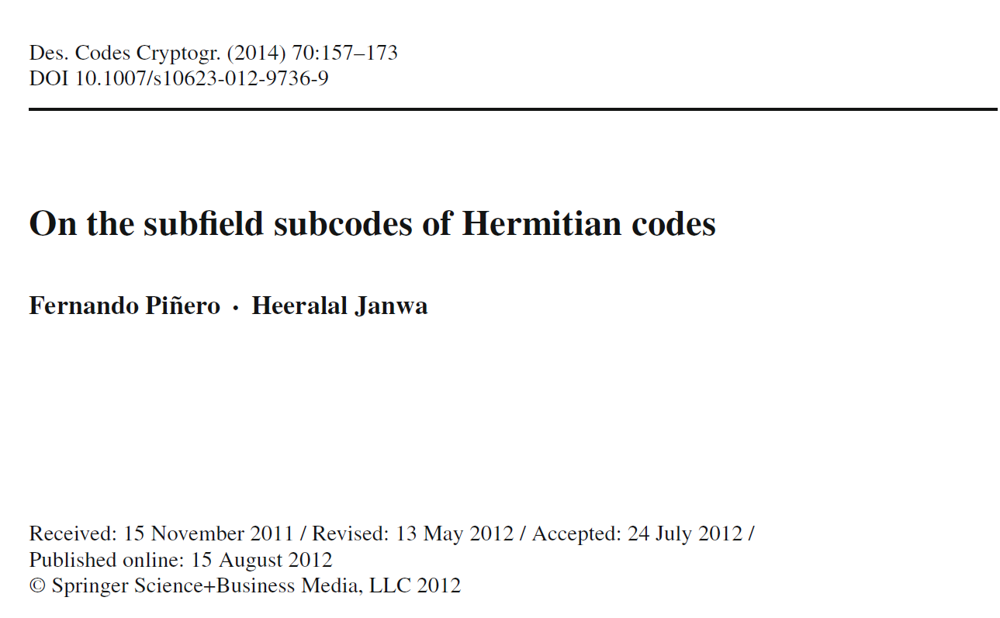 Des. Codes Cryptogr. (2014) 70:157–173
DOI 10.1007/s10623-012-9736-9
On the subfield subcodes of Hermitian codes
Fernando Piñero · Heeralal Janwa
Received: 15 November 2011 / Revised: 13 May 2012 / Accepted: 24 July 2012 /
Published online: 15 August 2012
© Springer Science+Business Media, LLC 2012